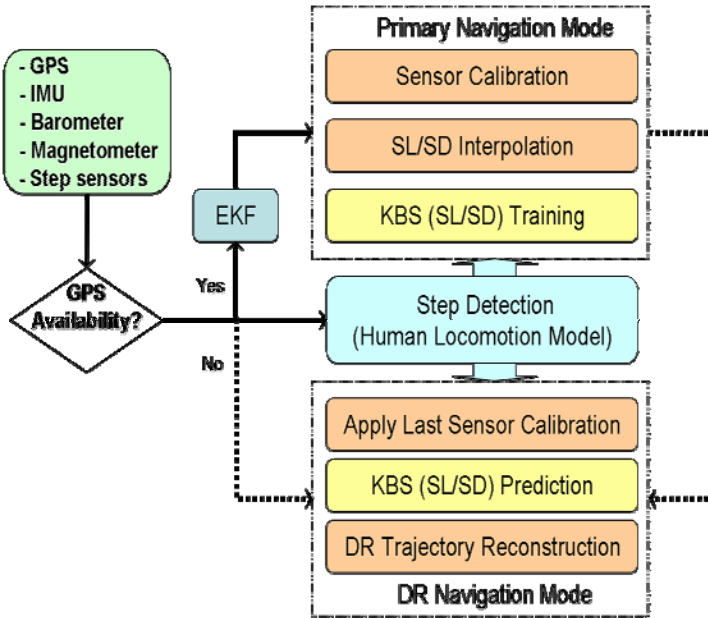 - GPS
- IMU
- Barometer
- Magnetometer
- Step sensors
GPS
Availability?
Yes
No
EKF
Primary Navigation Mode
Sensor Calibration
SL/SD Interpolation
KBS (SL/SD) Training
Step Detection
(Human Locomotion Model)
Apply Last Sensor Calibration
KBS (SL/SD) Prediction
DR Trajectory Reconstruction
DR Navigation Mode